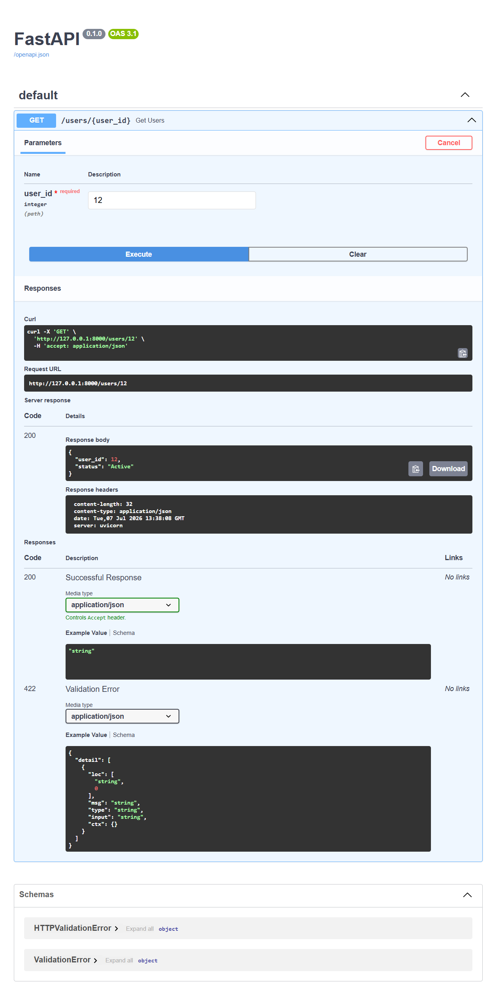 FastAPI 0.1.0 OAS 3.1
/openapi.json
default
GET /users/{user_id} Get Users
Parameters Cancel
Name Description
user_id * required
integer
(path)
12
Execute Clear
Responses
Curl
curl -X 'GET' \
  'http://127.0.0.1:8000/users/12' \
  -H 'accept: application/json'
Request URL
http://127.0.0.1:8000/users/12
Server response
Code Details
200
Response body
{
  "user_id": 12,
  "status": "Active"
}
Download
Response headers
content-length: 32
content-type: application/json
date: Tue,07 Jul 2026 13:38:08 GMT
server: uvicorn
Responses
Code Description Links
200 Successful Response No links
Media type
application/json
Controls Accept header.
Example Value Schema
"string"
422 Validation Error No links
Media type
application/json
Example Value Schema
{
  "detail": [
    {
      "loc": [
        "string",
        0
      ],
      "msg": "string",
      "type": "string",
      "input": "string",
      "ctx": {}
    }
  ]
}
Schemas
HTTPValidationError Expand all object
ValidationError Expand all object